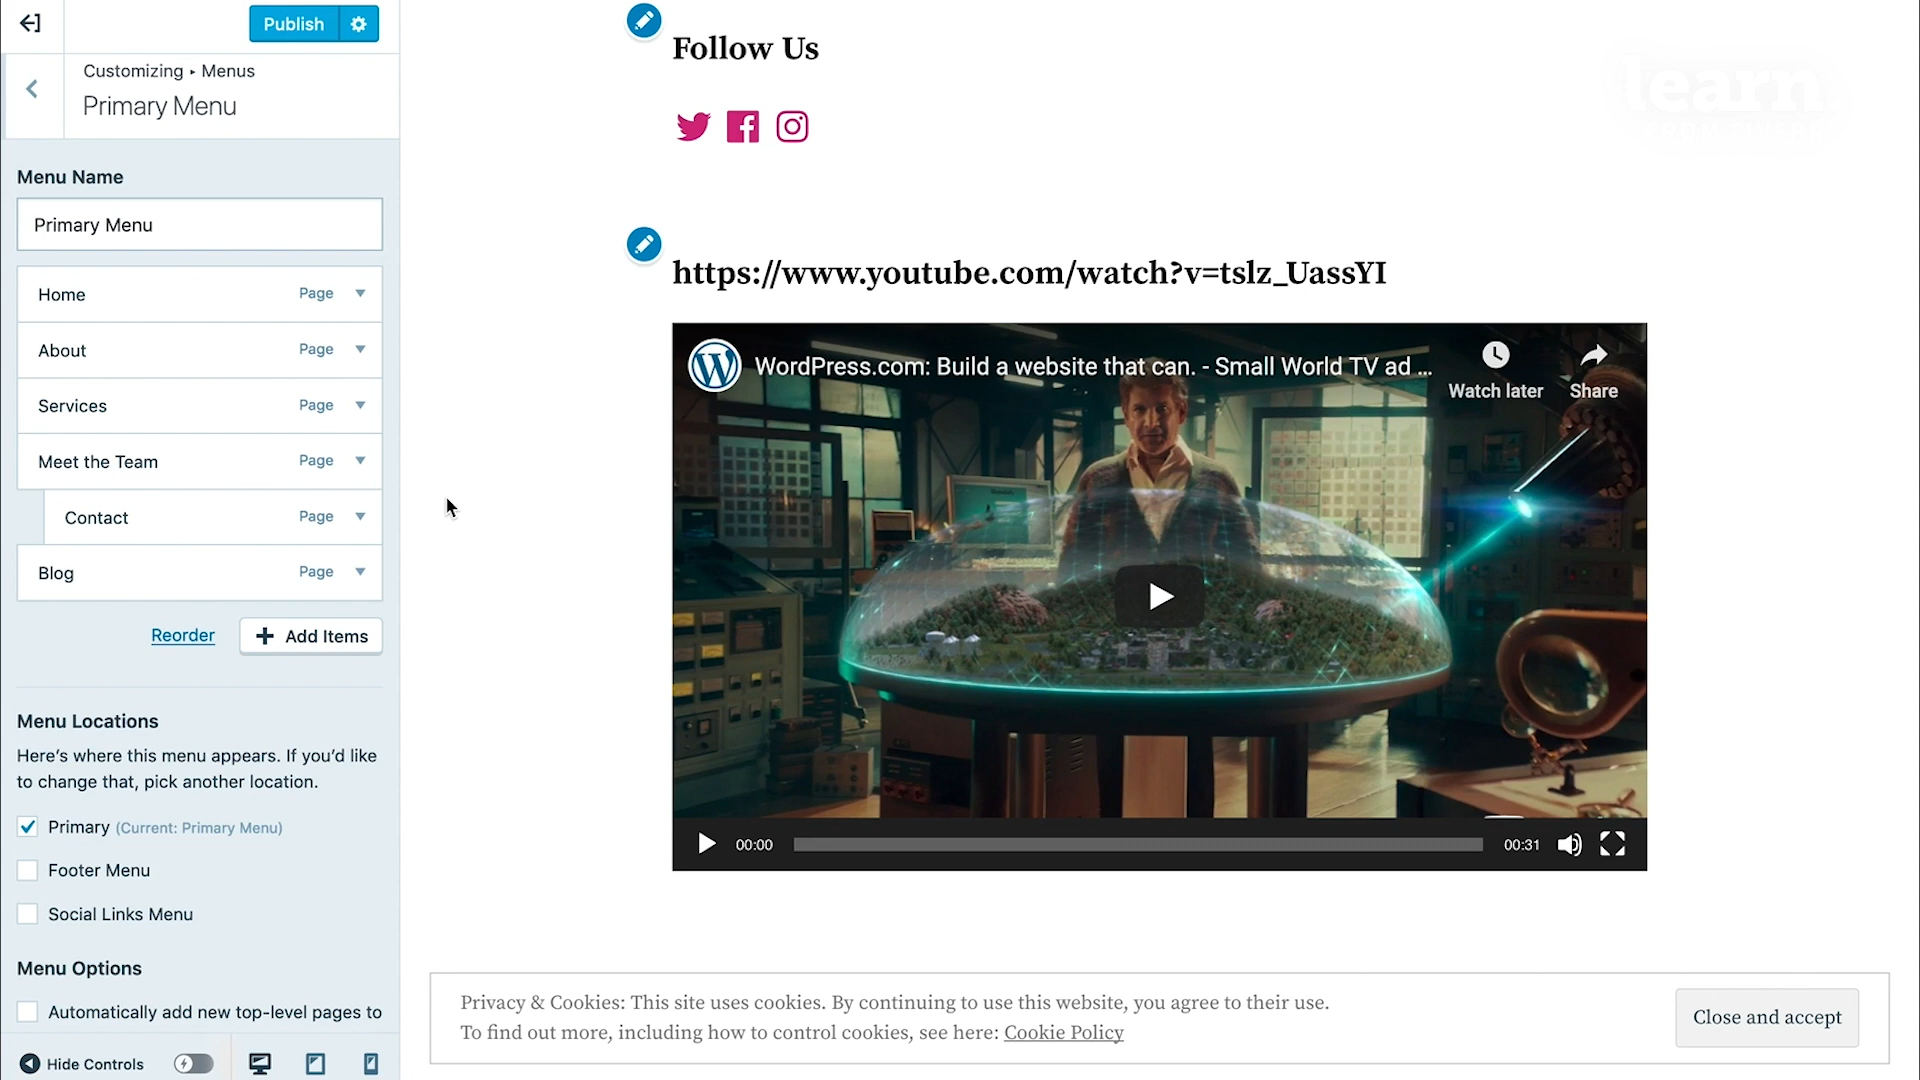 Publish
Customizing ▸ Menus
Primary Menu
Menu Name
Primary Menu
Home Page
About Page
Services Page
Meet the Team Page
Contact Page
Blog Page
Reorder
Add Items
Menu Locations
Here’s where this menu appears. If you’d like
to change that, pick another location.
Primary (Current: Primary Menu)
Footer Menu
Social Links Menu
Menu Options
Automatically add new top-level pages to
Hide Controls
Follow Us
https://www.youtube.com/watch?v=tslz_UassYI
WordPress.com: Build a website that can. - Small World TV ad ...
Watch later
Share
00:00
00:31
Privacy & Cookies: This site uses cookies. By continuing to use this website, you agree to their use.
To find out more, including how to control cookies, see here: Cookie Policy
Close and accept
learn